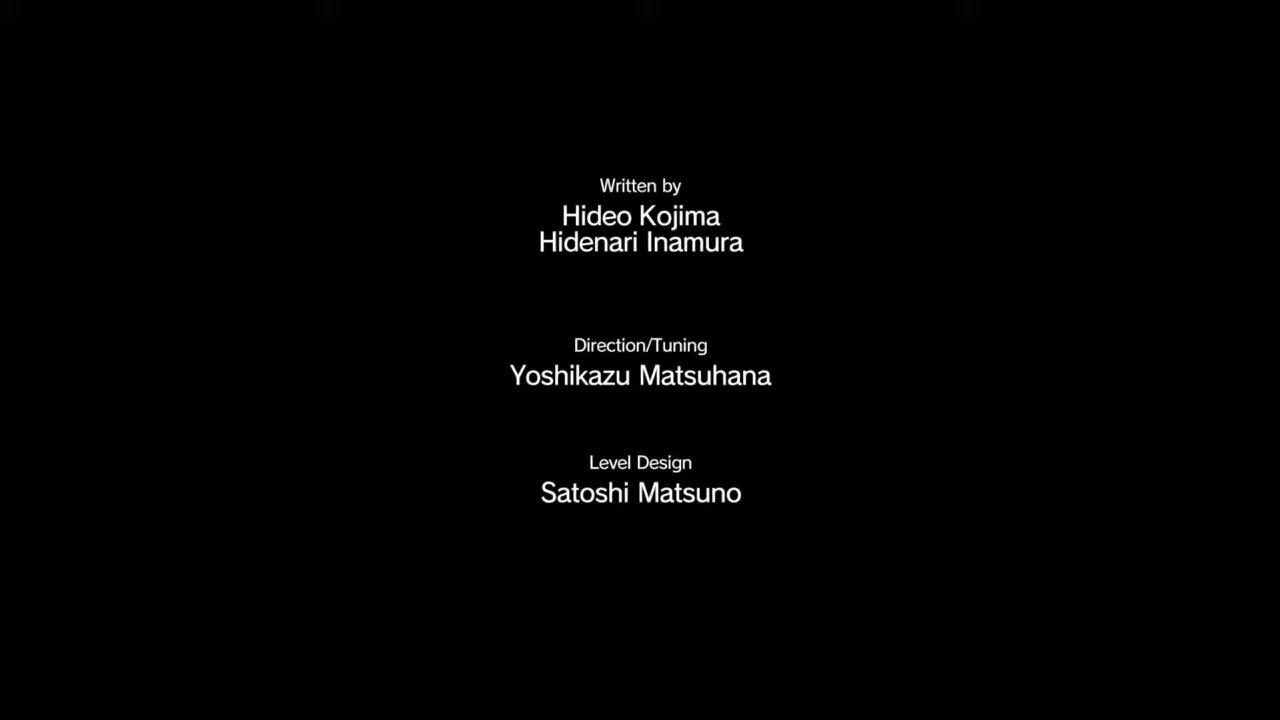 Written by
Hideo Kojima
Hidenari Inamura
Direction/Tuning
Yoshikazu Matsuhana
Level Design
Satoshi Matsuno